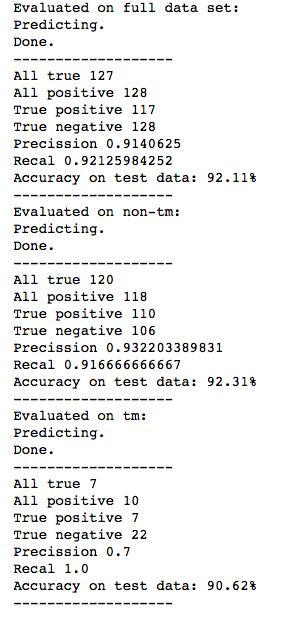 Evaluated on full data set:
Predicting.
Done.
-------------------
All true 127
All positive 128
True positive 117
True negative 128
Precission 0.9140625
Recal 0.92125984252
Accuracy on test data: 92.11%
-------------------
Evaluated on non-tm:
Predicting.
Done.
-------------------
All true 120
All positive 118
True positive 110
True negative 106
Precission 0.932203389831
Recal 0.916666666667
Accuracy on test data: 92.31%
-------------------
Evaluated on tm:
Predicting.
Done.
-------------------
All true 7
All positive 10
True positive 7
True negative 22
Precission 0.7
Recal 1.0
Accuracy on test data: 90.62%
-------------------